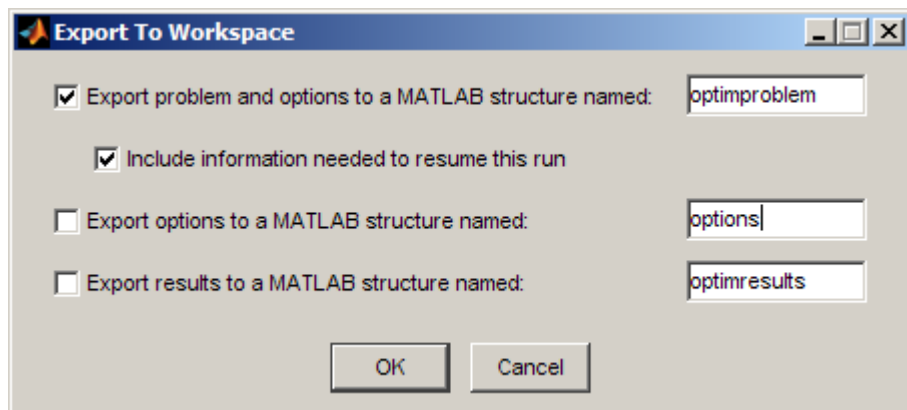 Export To Workspace
Export problem and options to a MATLAB structure named: optimproblem
Include information needed to resume this run
Export options to a MATLAB structure named: options
Export results to a MATLAB structure named: optimresults
OK Cancel